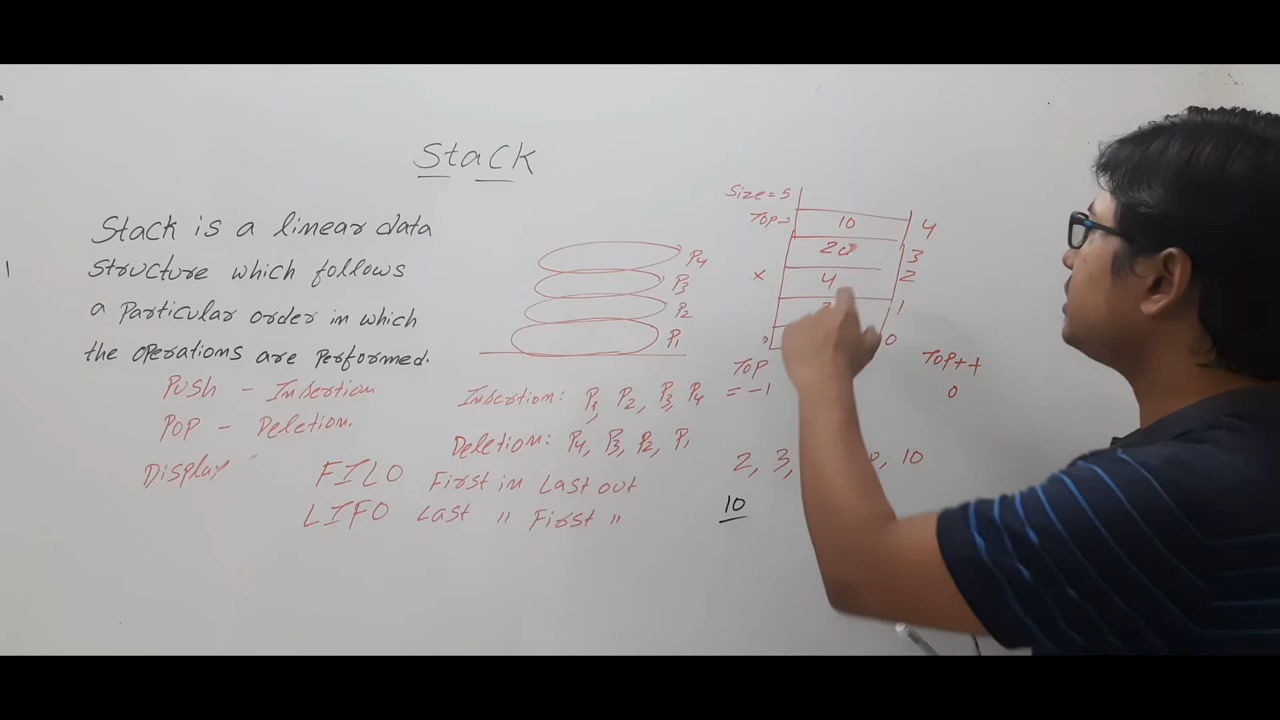 Stack
Stack is a linear data
structure which follows
a particular order in which
the operations are performed.
Push - Insertion
Pop - Deletion.
Display
FILO First in Last out
LIFO Last " First "
P4
P3
P2
P1
Insertion: P1, P2, P3, P4
Deletion: P4, P3, P2, P1
Size = 5
Top→
10 4
20 3
x 4 2
1
0
Top
= -1
Top++
0
2, 3, 10
10